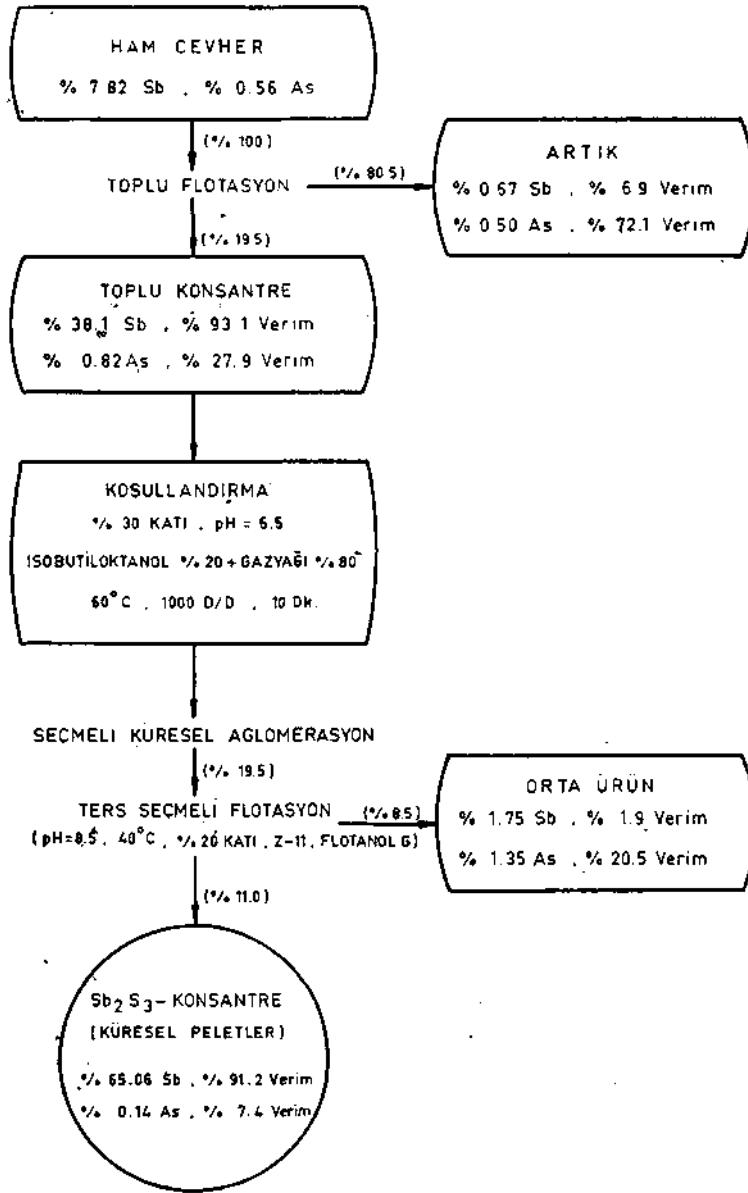 HAM CEVHER
% 7.82 Sb , % 0.56 As
(% 100)
TOPLU FLOTASYON
(% 80.5)
ARTIK
% 0.67 Sb , % 6.9 Verim
% 0.50 As , % 72.1 Verim
(% 19.5)
TOPLU KONSANTRE
% 38.1 Sb , % 93.1 Verim
% 0.82 As , % 27.9 Verim
KOSULLANDIRMA
% 30 KATI , pH = 6.5
ISOBUTILOKTANOL % 20 + GAZYAĞI % 80
60°C , 1000 D/D , 10 Dk.
SEÇMELİ KÜRESEL AGLOMERASYON
(% 19.5)
TERS SEÇMELİ FLOTASYON
(% 8.5)
(pH=8.5, 40°C, % 20 KATI, Z-11, FLOTANOL G)
ORTA ÜRÜN
% 1.75 Sb , % 1.9 Verim
% 1.35 As , % 20.5 Verim
(% 11.0)
Sb₂S₃-KONSANTRE
(KÜRESEL PELETLER)
% 65.06 Sb , % 91.2 Verim
% 0.14 As , % 7.4 Verim